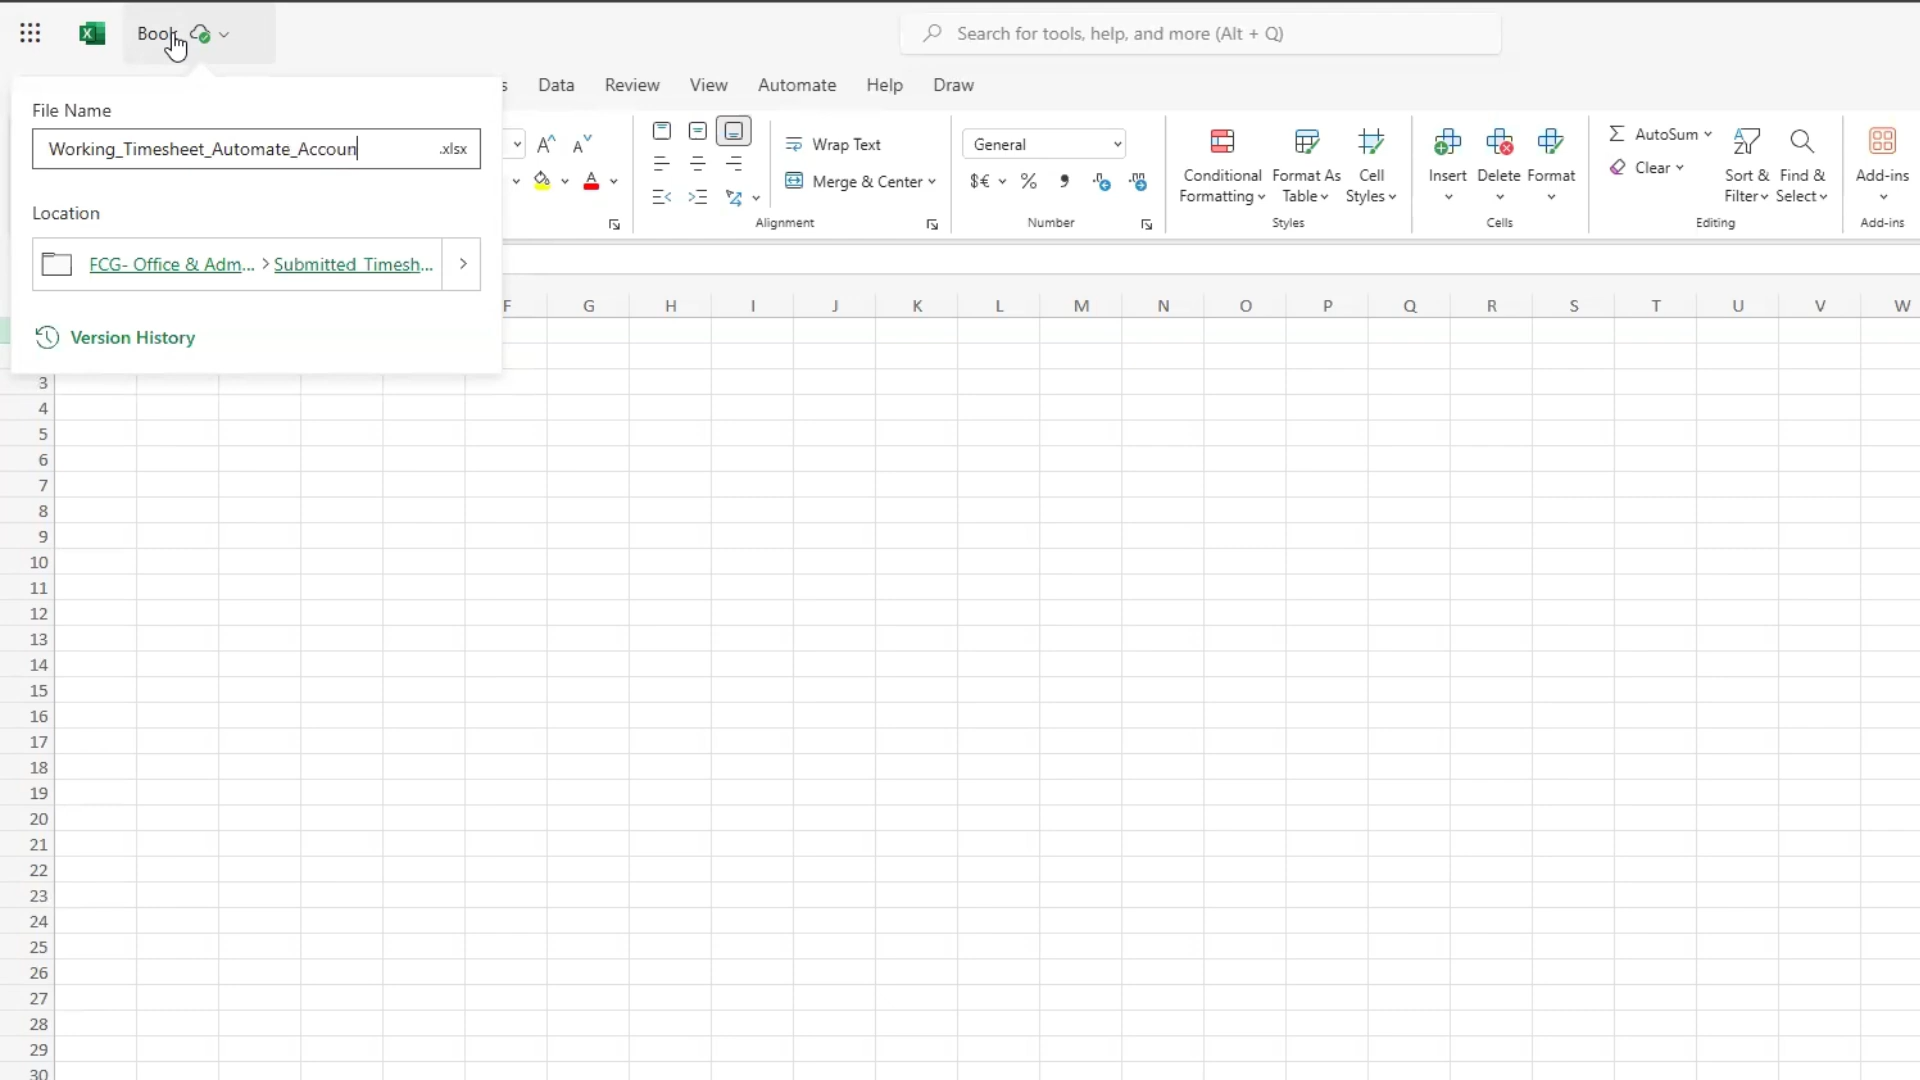 Book
Search for tools, help, and more (Alt + Q)
Data Review View Automate Help Draw
File Name
Working_Timesheet_Automate_Accoun .xlsx
Location
FCG- Office & Adm... > Submitted_Timesh... >
Version History
Wrap Text
Merge & Center
Alignment
General
$€ % 9
Number
Conditional
Formatting
Format As
Table
Cell
Styles
Styles
Insert
Delete
Format
Cells
AutoSum
Clear
Sort &
Filter
Find &
Select
Editing
Add-ins
Add-ins
F G H I J K L M N O P Q R S T U V W
3
4
5
6
7
8
9
10
11
12
13
14
15
16
17
18
19
20
21
22
23
24
25
26
27
28
29
30